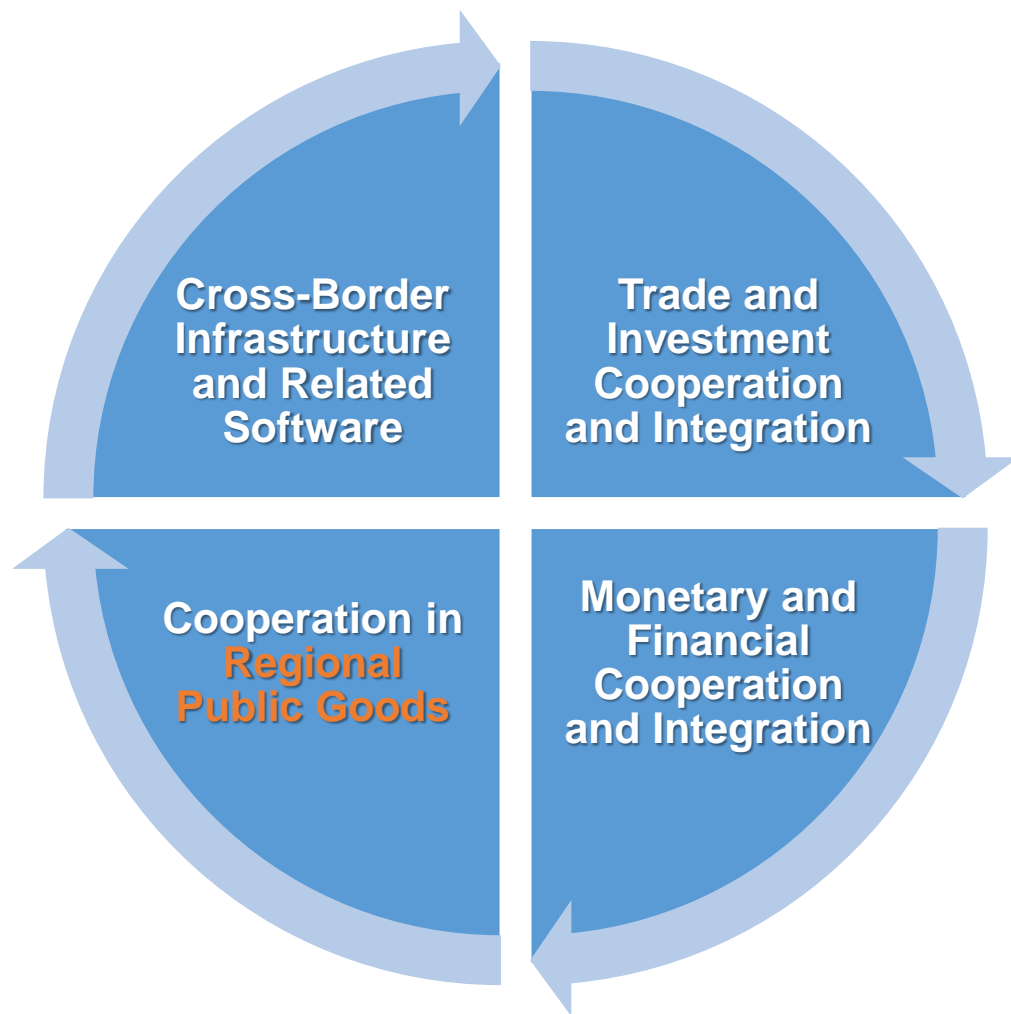 Cross-Border
Infrastructure
and Related
Software
Trade and
Investment
Cooperation
and Integration
Cooperation in
Regional
Public Goods
Monetary and
Financial
Cooperation
and Integration